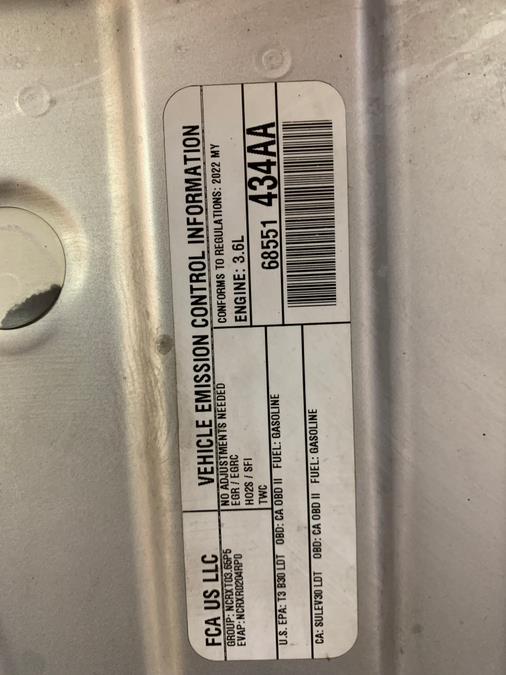 FCA US LLC
VEHICLE EMISSION CONTROL INFORMATION
GROUP: NCRXT03.65P5
EVAP: NCRXR0204RP0
NO ADJUSTMENTS NEEDED
EGR / EGRC
HO2S / SFI
TWC
CONFORMS TO REGULATIONS: 2022 MY
ENGINE: 3.6L
68551 434AA
U.S. EPA: T3 B30 LDT OBD: CA OBD II FUEL: GASOLINE
CA: SULEV30 LDT OBD: CA OBD II FUEL: GASOLINE